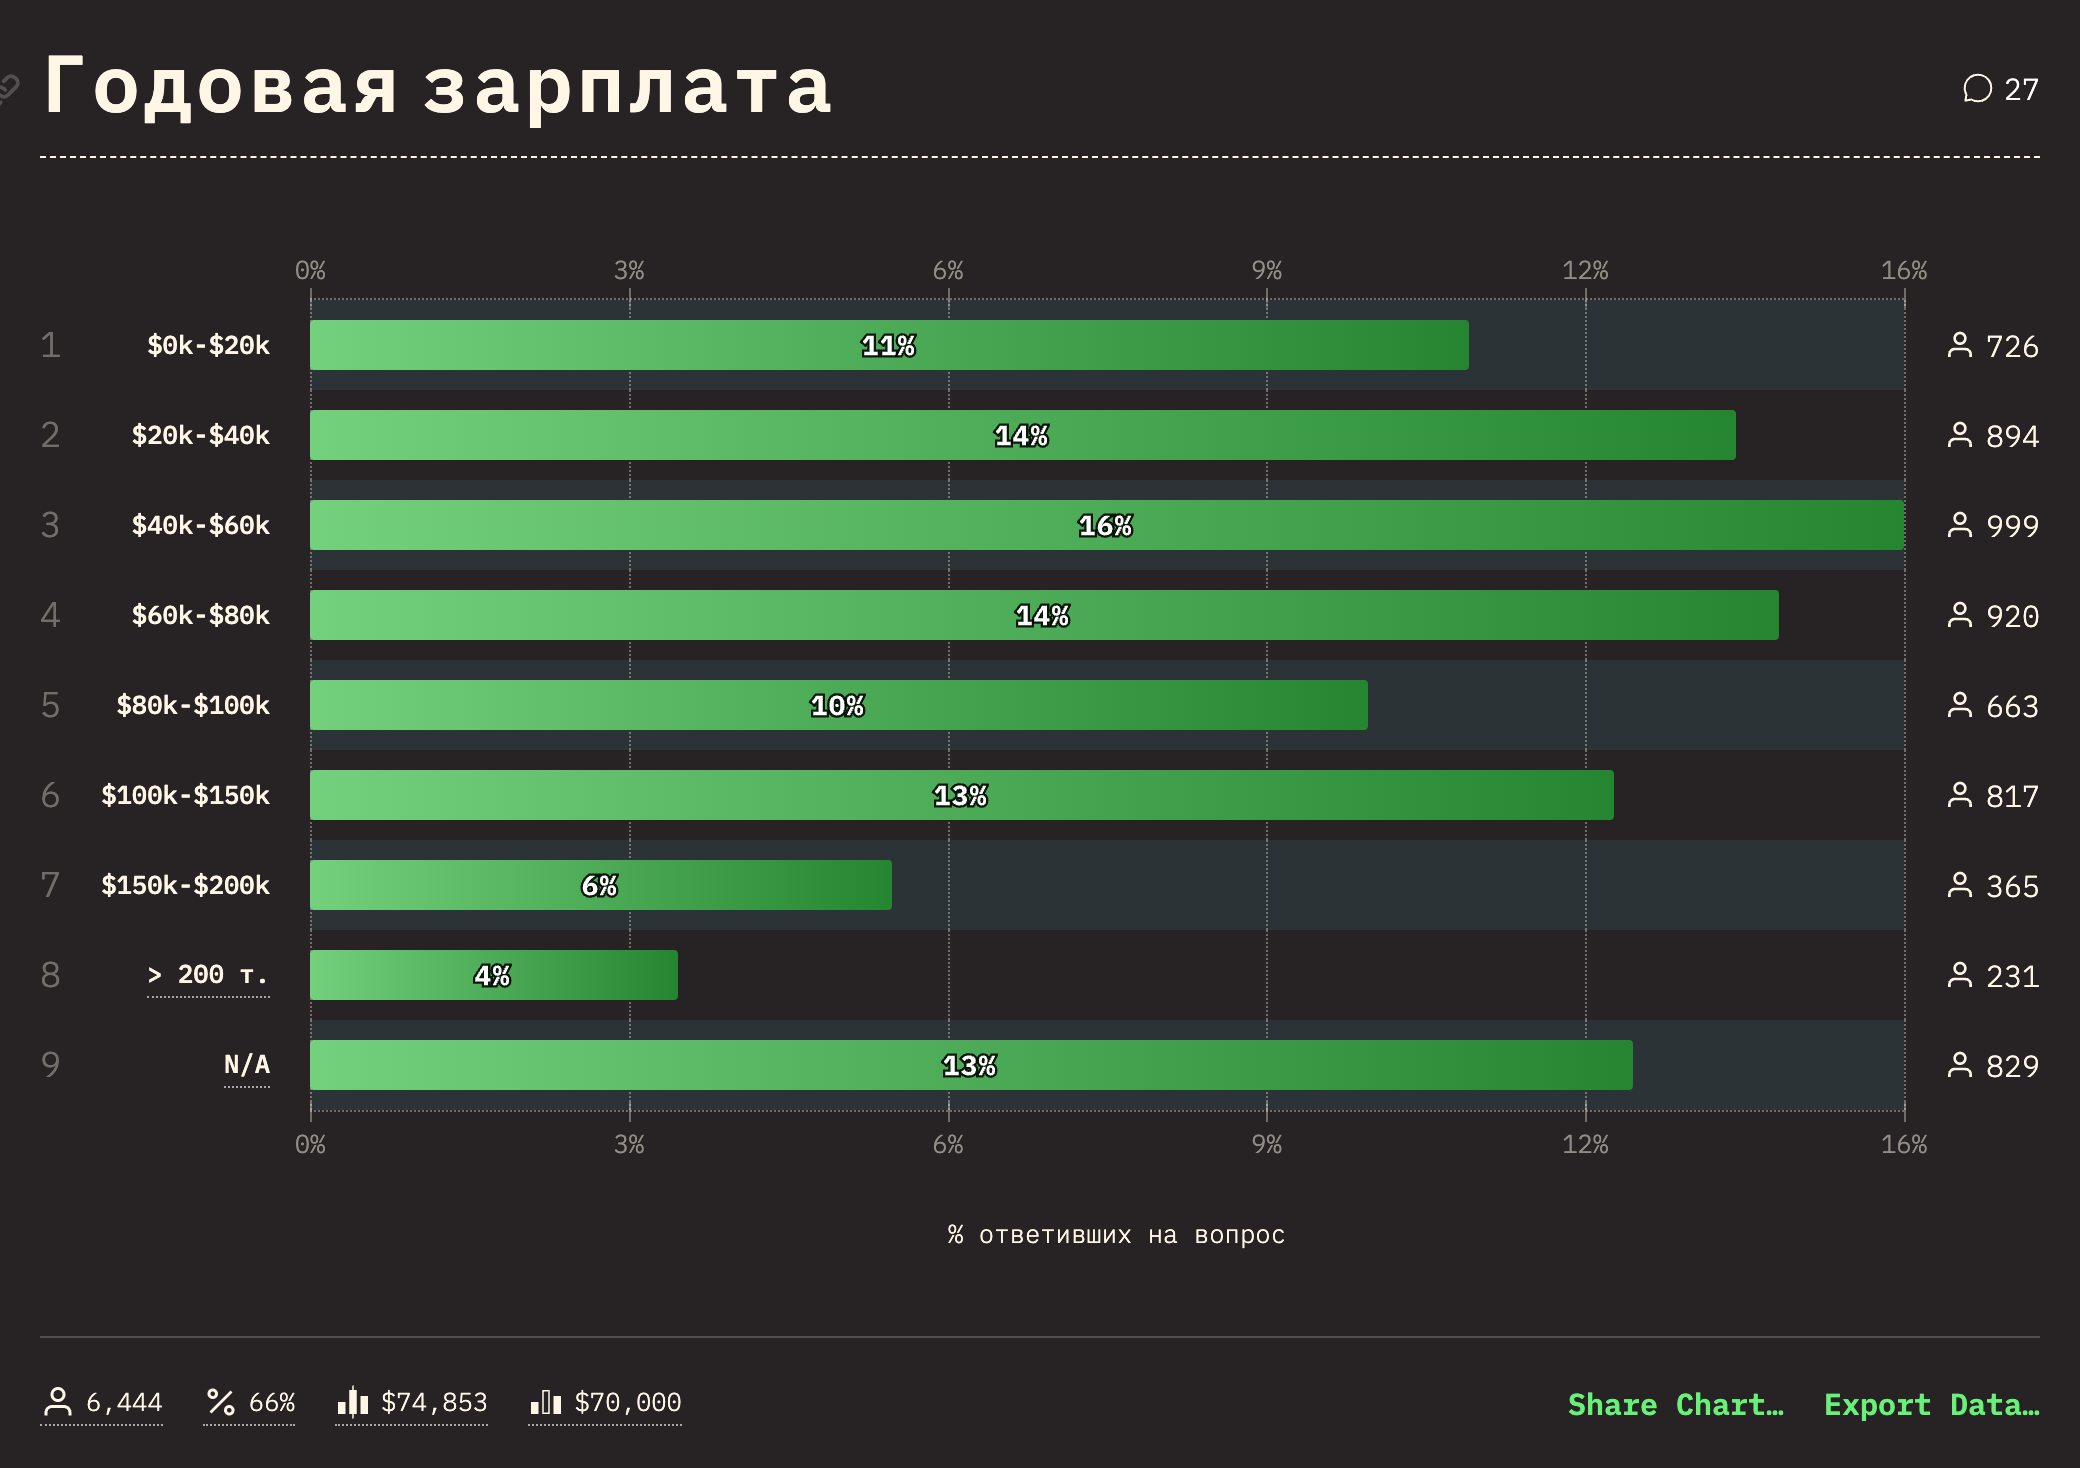 Годовая зарплата
27
0% 3% 6% 9% 12% 16%
1 $0k-$20k 11% 726
2 $20k-$40k 14% 894
3 $40k-$60k 16% 999
4 $60k-$80k 14% 920
5 $80k-$100k 10% 663
6 $100k-$150k 13% 817
7 $150k-$200k 6% 365
8 > 200 т. 4% 231
9 N/A 13% 829
0% 3% 6% 9% 12% 16%
% ответивших на вопрос
6,444 66% $74,853 $70,000 Share Chart… Export Data…